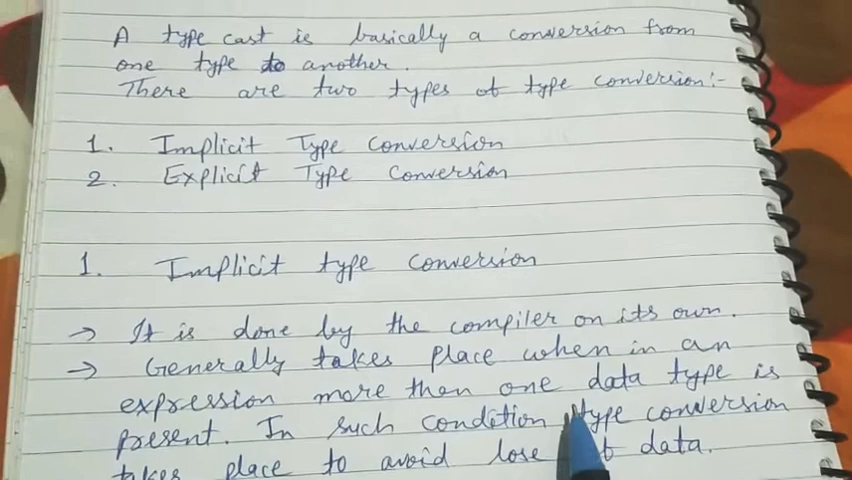 A type cast is basically a conversion from
one type to another.
There are two types of type conversion:-
1. Implicit Type conversion
2. Explicit Type Conversion
1. Implicit type conversion
→ It is done by the compiler on its own.
→ Generally takes place when in an
expression more then one data type is
present. In such condition type conversion
takes place to avoid lose of data.